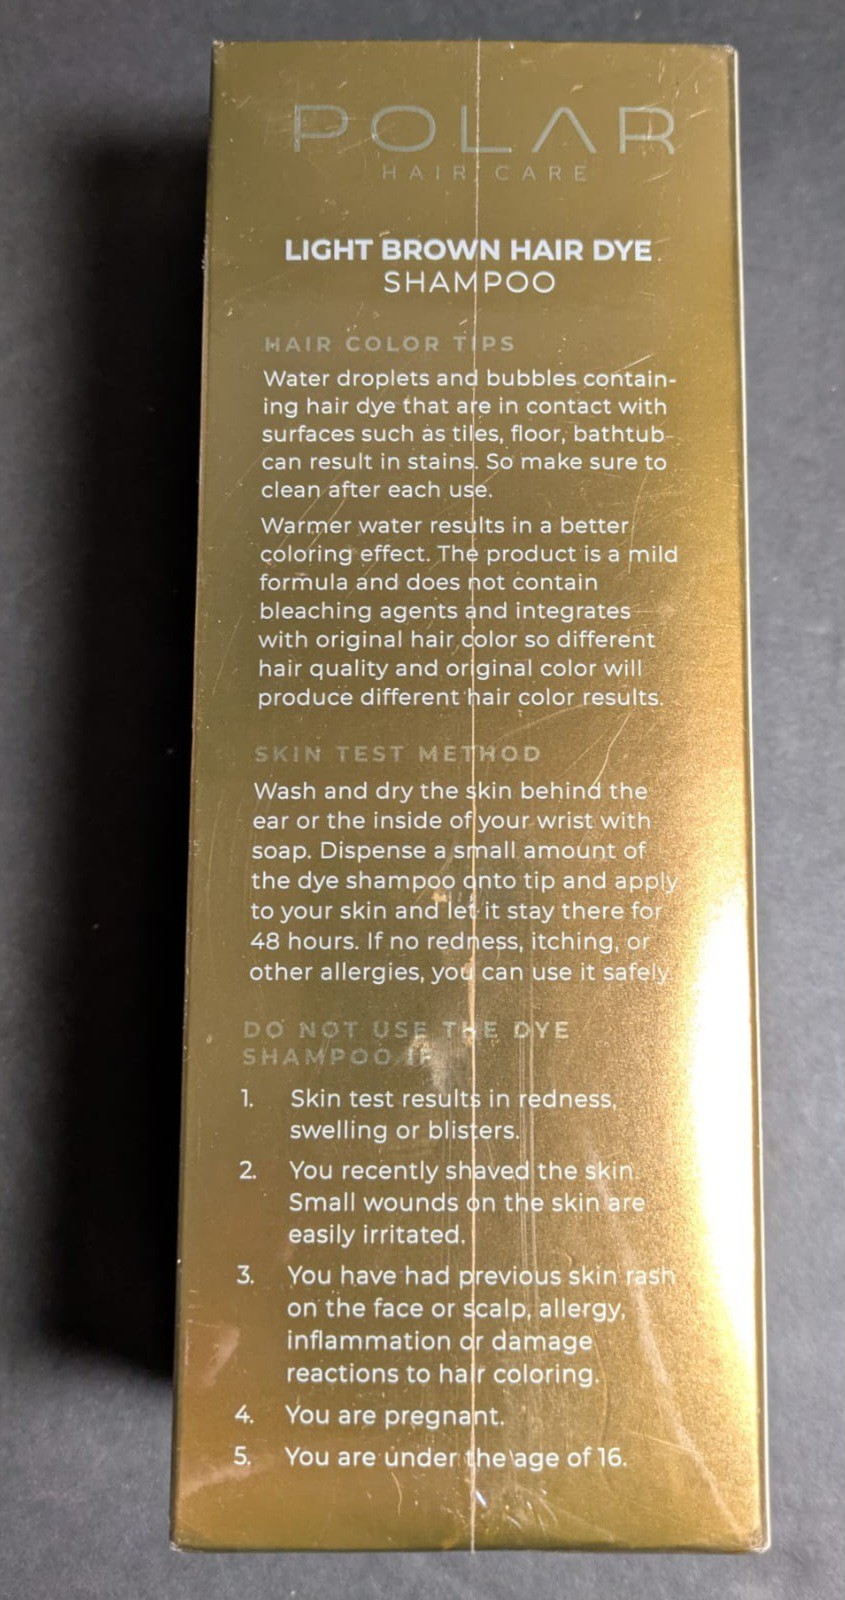 POLAR
HAIR CARE
LIGHT BROWN HAIR DYE
SHAMPOO
HAIR COLOR TIPS
Water droplets and bubbles contain-
ing hair dye that are in contact with
surfaces such as tiles, floor, bathtub
can result in stains. So make sure to
clean after each use.
Warmer water results in a better
coloring effect. The product is a mild
formula and does not contain
bleaching agents and integrates
with original hair color so different
hair quality and original color will
produce different hair color results.
SKIN TEST METHOD
Wash and dry the skin behind the
ear or the inside of your wrist with
soap. Dispense a small amount of
the dye shampoo onto tip and apply
to your skin and let it stay there for
48 hours. If no redness, itching, or
other allergies, you can use it safely
DO NOT USE THE DYE
SHAMPOO IF
1. Skin test results in redness,
swelling or blisters.
2. You recently shaved the skin.
Small wounds on the skin are
easily irritated.
3. You have had previous skin rash
on the face or scalp, allergy,
inflammation or damage
reactions to hair coloring.
4. You are pregnant.
5. You are under the age of 16.